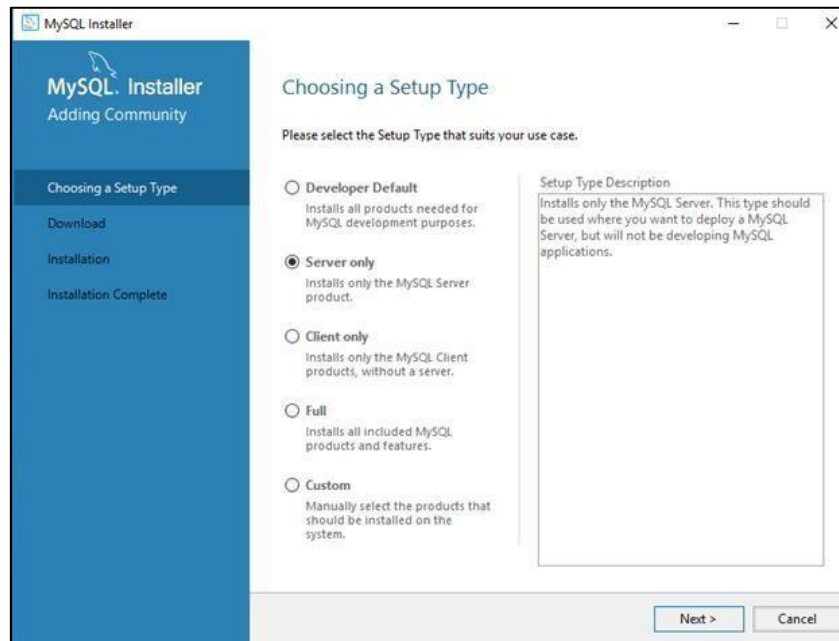 MySQL Installer
MySQL. Installer
Adding Community
Choosing a Setup Type
Download
Installation
Installation Complete
Choosing a Setup Type
Please select the Setup Type that suits your use case.
Developer Default
Installs all products needed for
MySQL development purposes.
Server only
Installs only the MySQL Server
product.
Client only
Installs only the MySQL Client
products, without a server.
Full
Installs all included MySQL
products and features.
Custom
Manually select the products that
should be installed on the
system.
Setup Type Description
Installs only the MySQL Server. This type should
be used where you want to deploy a MySQL
Server, but will not be developing MySQL
applications.
Next >
Cancel